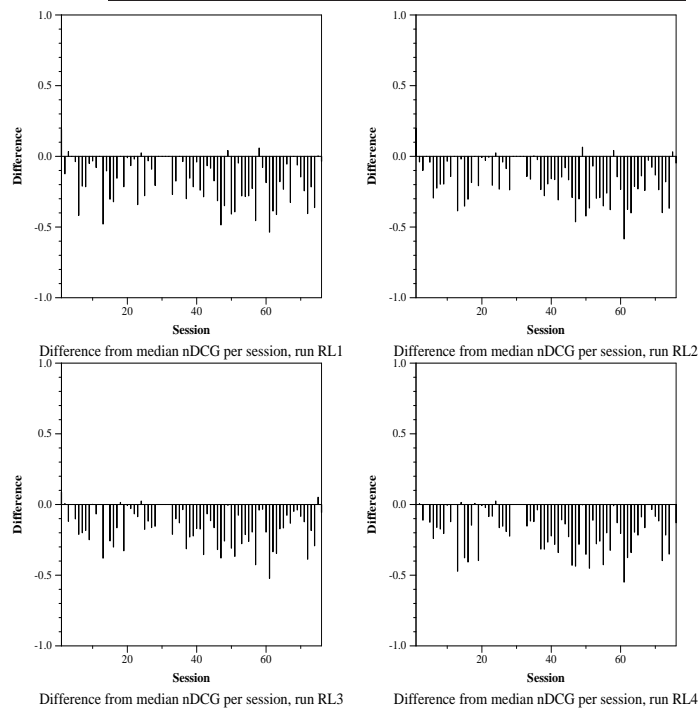 1.0
1.0
0.5
0.5
Difference
0.0
Difference
0.0
-0.5
-0.5
-1.0
-1.0
20
40
60
20
40
60
Session
Session
Difference from median nDCG per session, run RL1
Difference from median nDCG per session, run RL2
1.0
1.0
0.5
0.5
Difference
0.0
Difference
0.0
-0.5
-0.5
-1.0
-1.0
20
40
60
20
40
60
Session
Session
Difference from median nDCG per session, run RL3
Difference from median nDCG per session, run RL4